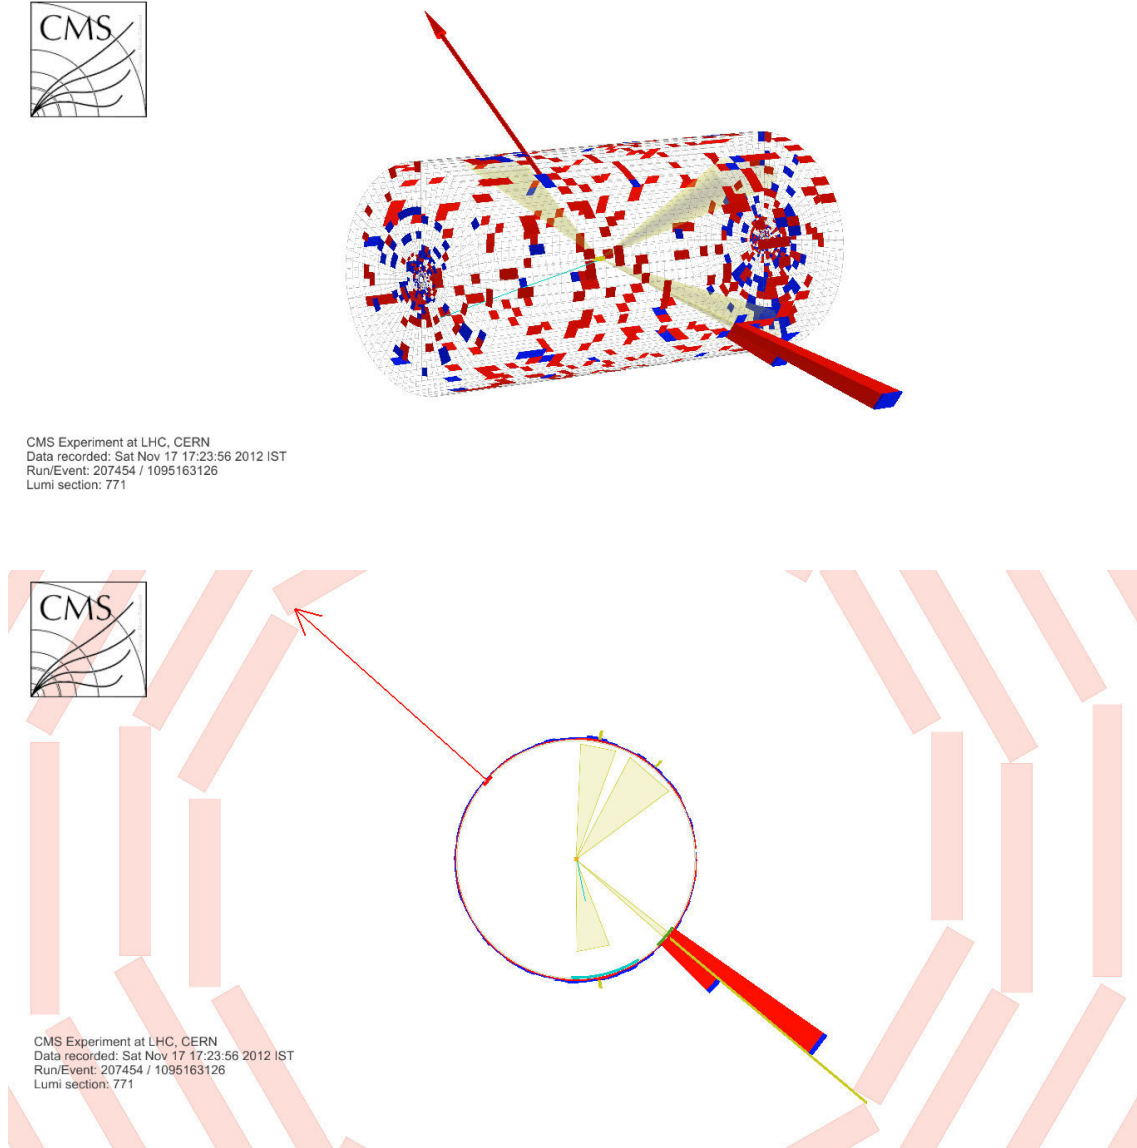 CMS
CMS Experiment at LHC, CERN
Data recorded: Sat Nov 17 17:23:56 2012 IST
Run/Event: 207454 / 1095163126
Lumi section: 771
CMS
CMS Experiment at LHC, CERN
Data recorded: Sat Nov 17 17:23:56 2012 IST
Run/Event: 207454 / 1095163126
Lumi section: 771